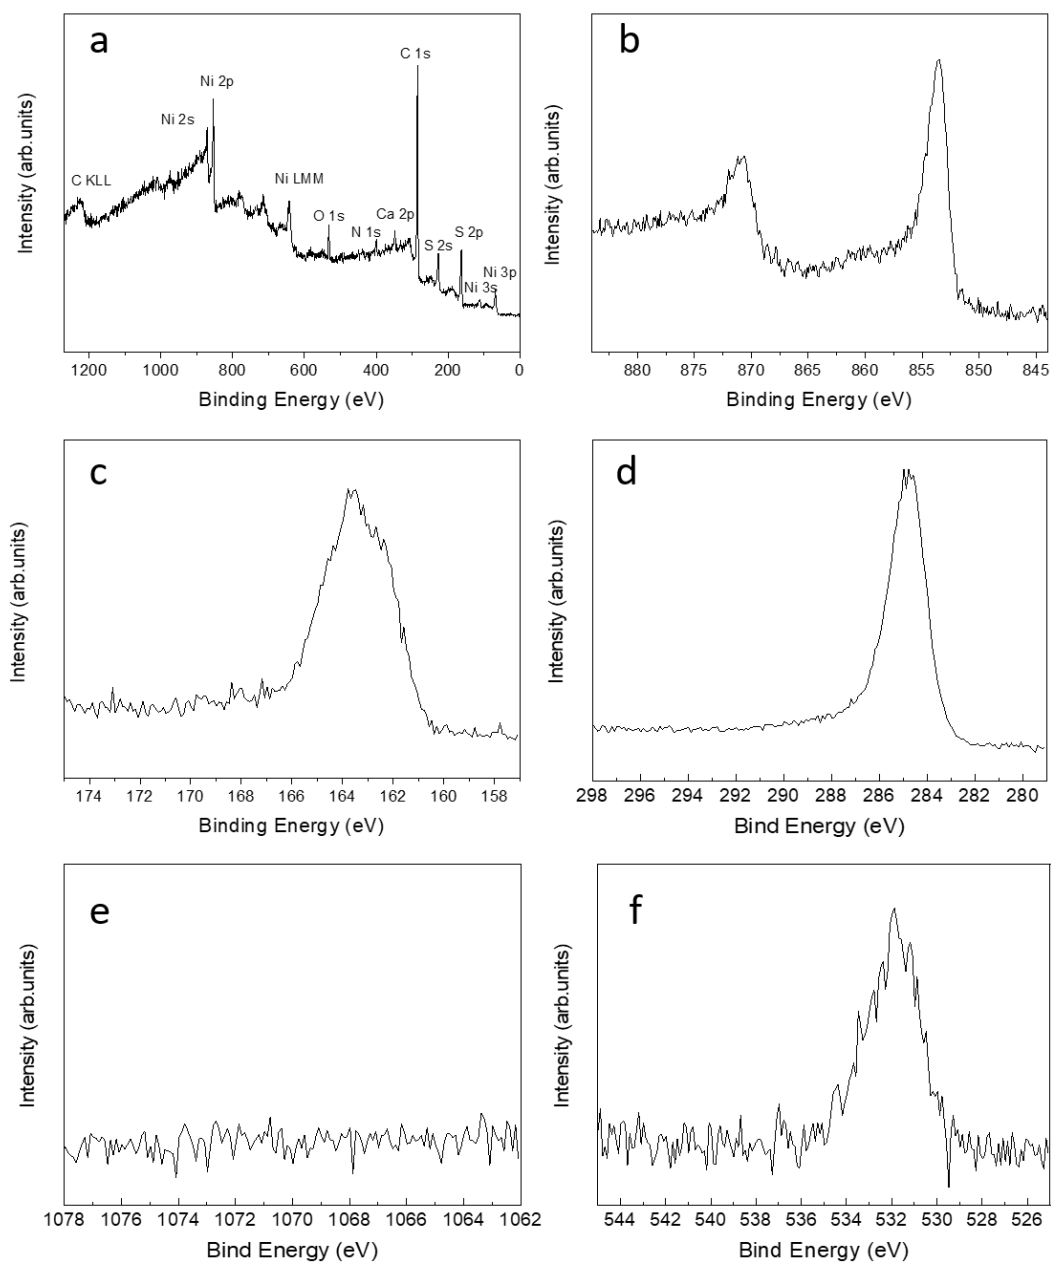 a
C 1s
Ni 2p
Ni 2s
C KLL
Ni LMM
O 1s
N 1s
Ca 2p
S 2s
S 2p
Ni 3s
Ni 3p
Intensity (arb.units)
1200 1000 800 600 400 200 0
Binding Energy (eV)
b
Intensity (arb.units)
880 875 870 865 860 855 850 845
Binding Energy (eV)
c
Intensity (arb.units)
174 172 170 168 166 164 162 160 158
Binding Energy (eV)
d
Intensity (arb.units)
298 296 294 292 290 288 286 284 282 280
Bind Energy (eV)
e
Intensity (arb.units)
1078 1076 1074 1072 1070 1068 1066 1064 1062
Bind Energy (eV)
f
Intensity (arb.units)
544 542 540 538 536 534 532 530 528 526
Bind Energy (eV)